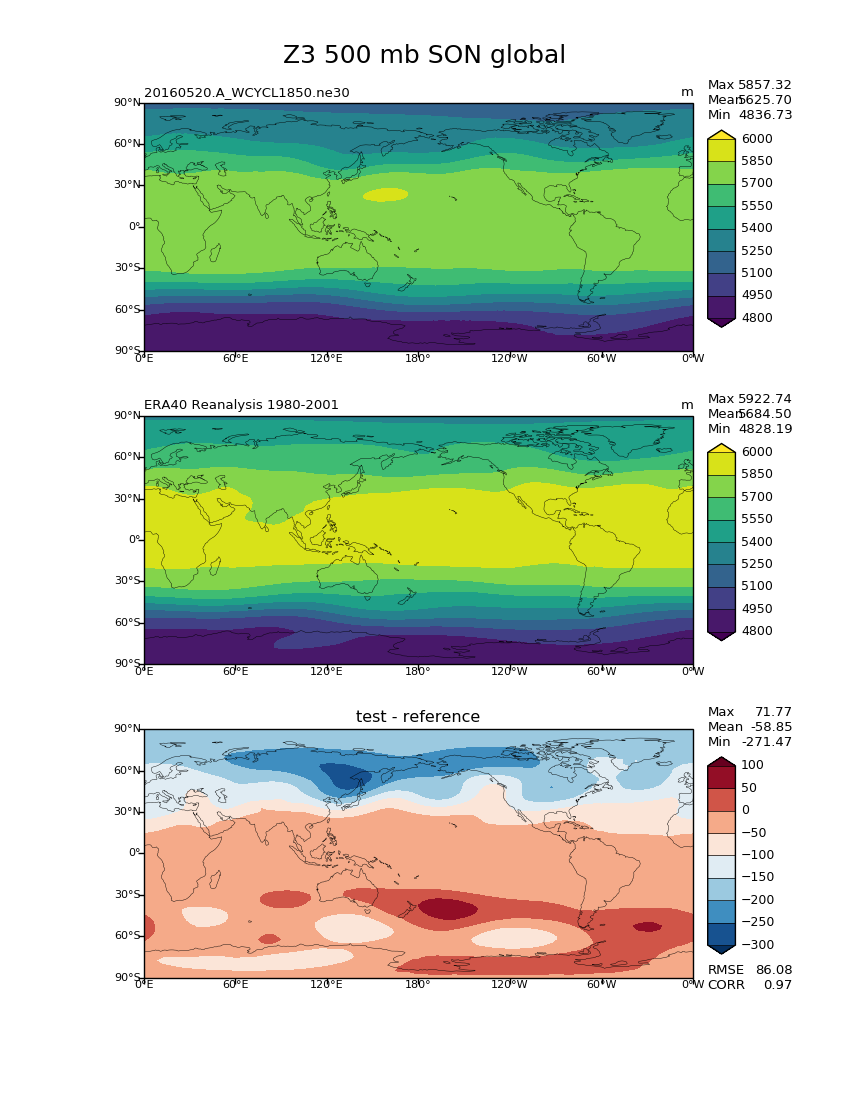 Z3 500 mb SON global
20160520.A_WCYCL1850.ne30
m
Max 5857.32
Mean 5625.70
Min 4836.73
90°N
60°N
30°N
0°
30°S
60°S
90°S
0°E 60°E 120°E 180° 120°W 60°W 0°W
6000
5850
5700
5550
5400
5250
5100
4950
4800
ERA40 Reanalysis 1980-2001
m
Max 5922.74
Mean 5684.50
Min 4828.19
90°N
60°N
30°N
0°
30°S
60°S
90°S
0°E 60°E 120°E 180° 120°W 60°W 0°W
6000
5850
5700
5550
5400
5250
5100
4950
4800
test - reference
Max 71.77
Mean -58.85
Min -271.47
90°N
60°N
30°N
0°
30°S
60°S
90°S
0°E 60°E 120°E 180° 120°W 60°W 0°W
100
50
0
−50
−100
−150
−200
−250
−300
RMSE 86.08
CORR 0.97